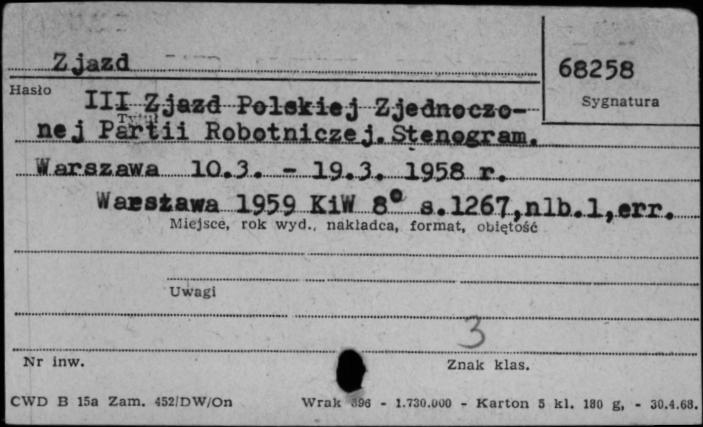 Zjazd
68258
Hasło
Sygnatura
III Zjazd Polskiej Zjednoczo-
Tytuł
nej Partii Robotniczej. Stenogram.
Warszawa 10.3. - 19.3. 1958 r.
Warszawa 1959 KiW 8° s.1267,nlb.1,err.
Miejsce, rok wyd., nakładca, format, objętość
Uwagi
3
Nr inw.
Znak klas.
CWD B 15a Zam. 452/DW/On
Wrak 396 - 1.730.000 - Karton 5 kl. 180 g, - 30.4.68.